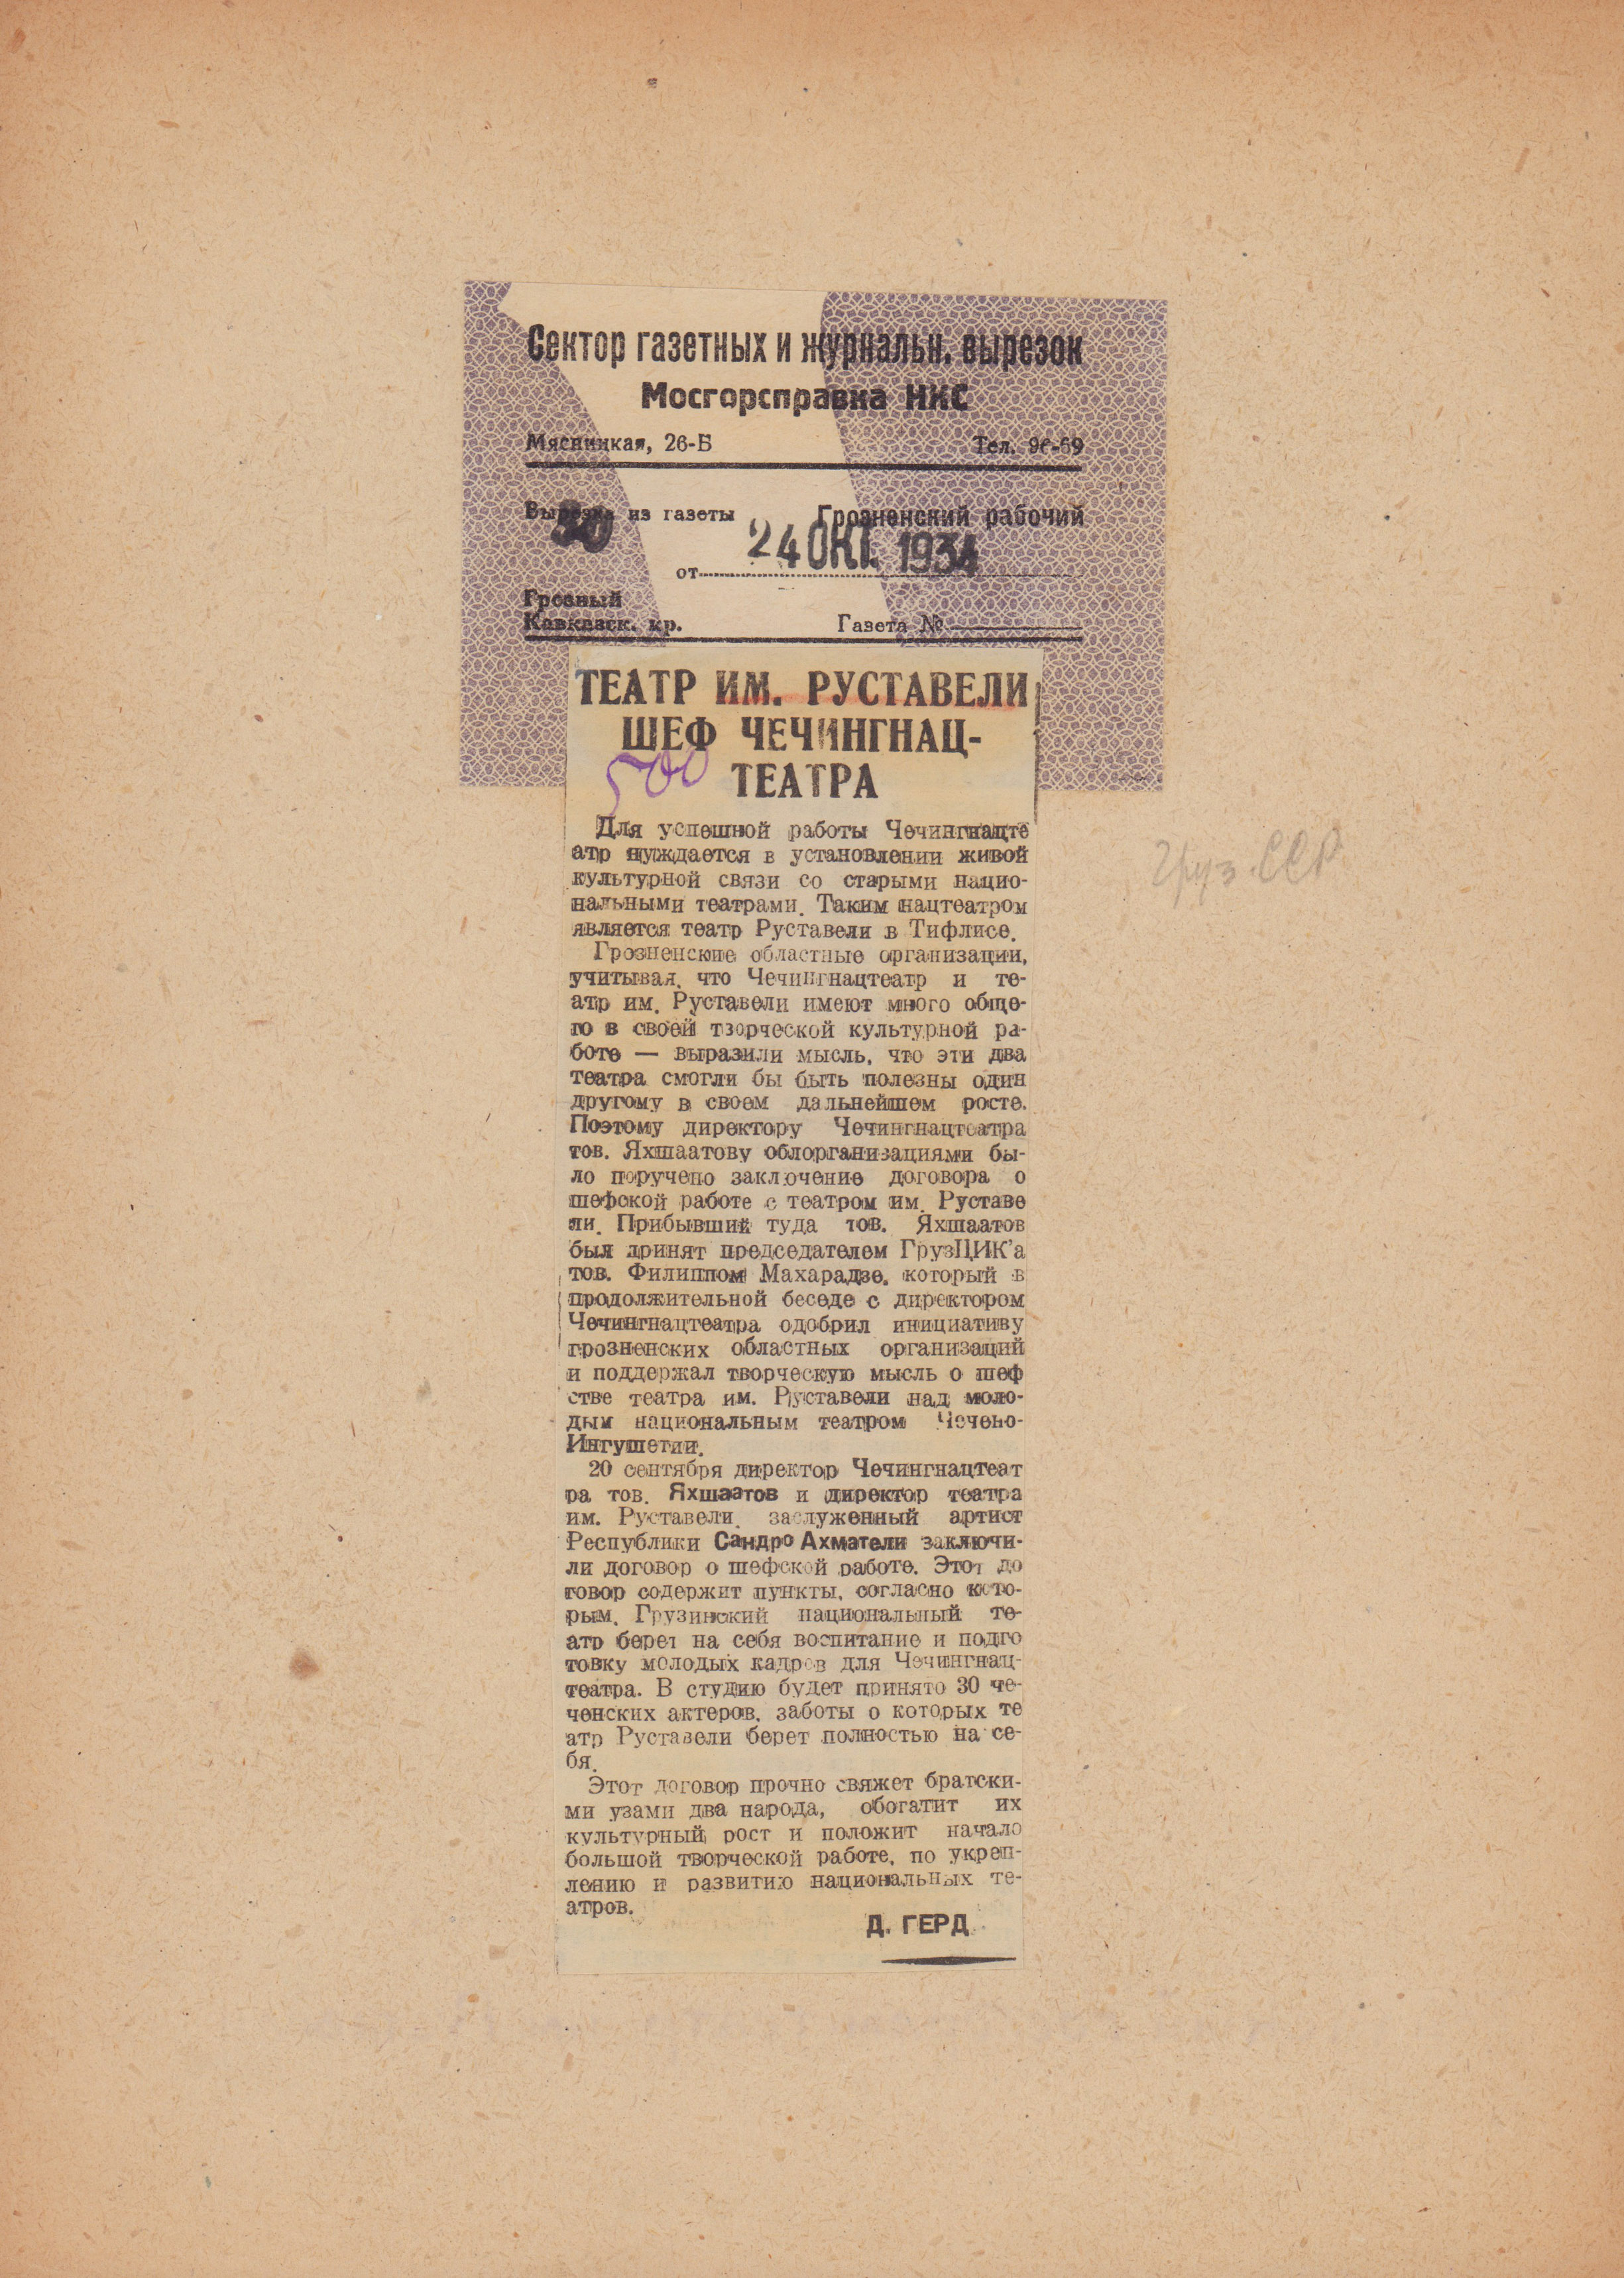 Сектор газетных и журнальн. вырезок
Мосгорсправка НКС
Мясницкая, 26-Б Тел. 96-69
Вырезка из газеты Грозненский рабочий
30
24 ОКТ. 1934
от
Грозный
Кавказск. кр.
Газета №
ТЕАТР ИМ. РУСТАВЕЛИ
ШЕФ ЧЕЧИНГНАЦ-
ТЕАТРА
500
Для успешной работы Чечингнацте
атр нуждается в установлении живой
культурной связи со старыми нацио-
нальными театрами. Таким нацтеатром
является театр Руставели в Тифлисе.
Грозненские областные организации,
учитывая, что Чечингнацтеатр и те-
атр им. Руставели имеют много обще-
го в своей творческой культурной ра-
боте — выразили мысль, что эти два
театра смогли бы быть полезны один
другому в своем дальнейшем росте.
Поэтому директору Чечингнацтеатра
тов. Яхшаатову облорганизациями бы-
ло поручено заключение договора о
шефской работе с театром им. Руставе
ли. Прибывший туда тов. Яхшаатов
был принят председателем ГрузЦИК’а
тов. Филиппом Махарадзе, который в
продолжительной беседе с директором
Чечингнацтеатра одобрил инициативу
грозненских областных организаций
и поддержал творческую мысль о шеф
стве театра им. Руставели над моло-
дым национальным театром Чечено-
Ингушетии.
20 сентября директор Чечингнацтеат
ра тов. Яхшаатов и директор театра
им. Руставели, заслуженный артист
Республики Сандро Ахматели заключи-
ли договор о шефской работе. Этот до
говор содержит пункты, согласно кото-
рым, Грузинский национальный те-
атр берет на себя воспитание и подго
товку молодых кадров для Чечингнац-
театра. В студию будет принято 30 че-
ченских актеров, заботы о которых те
атр Руставели берет полностью на се-
бя.
Этот договор прочно свяжет братски-
ми узами два народа, обогатит их
культурный рост и положит начало
большой творческой работе, по укреп-
лению и развитию национальных те-
атров.
Д. ГЕРД
Груз. ССР